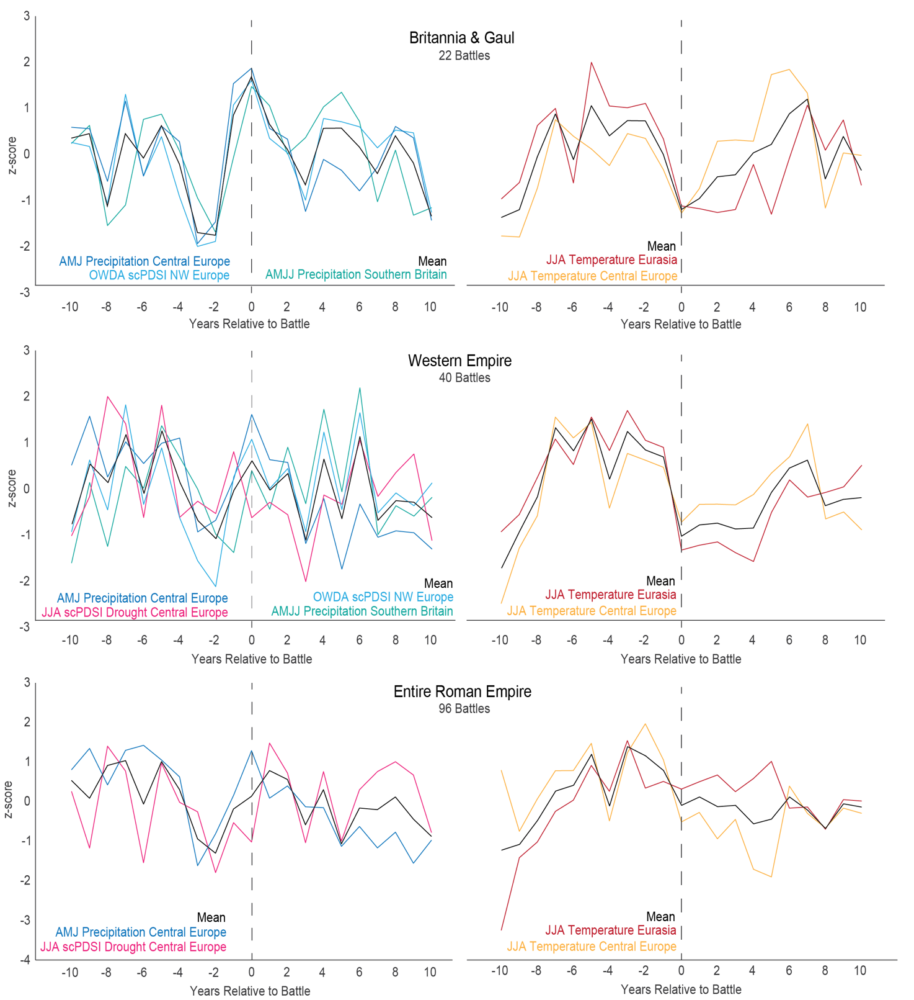 Britannia & Gaul
22 Battles
z-score
3
2
1
0
-1
-2
-3
AMJ Precipitation Central Europe
OWDA scPDSI NW Europe
Mean
AMJJ Precipitation Southern Britain
-10 -8 -6 -4 -2 0 2 4 6 8 10
Years Relative to Battle
Mean
JJA Temperature Eurasia
JJA Temperature Central Europe
-10 -8 -6 -4 -2 0 2 4 6 8 10
Years Relative to Battle
Western Empire
40 Battles
z-score
3
2
1
0
-1
-2
-3
AMJ Precipitation Central Europe
JJA scPDSI Drought Central Europe
Mean
OWDA scPDSI NW Europe
AMJJ Precipitation Southern Britain
-10 -8 -6 -4 -2 0 2 4 6 8 10
Years Relative to Battle
Mean
JJA Temperature Eurasia
JJA Temperature Central Europe
-10 -8 -6 -4 -2 0 2 4 6 8 10
Years Relative to Battle
Entire Roman Empire
96 Battles
z-score
3
2
1
0
-1
-2
-3
-4
Mean
AMJ Precipitation Central Europe
JJA scPDSI Drought Central Europe
-10 -8 -6 -4 -2 0 2 4 6 8 10
Years Relative to Battle
Mean
JJA Temperature Eurasia
JJA Temperature Central Europe
-10 -8 -6 -4 -2 0 2 4 6 8 10
Years Relative to Battle